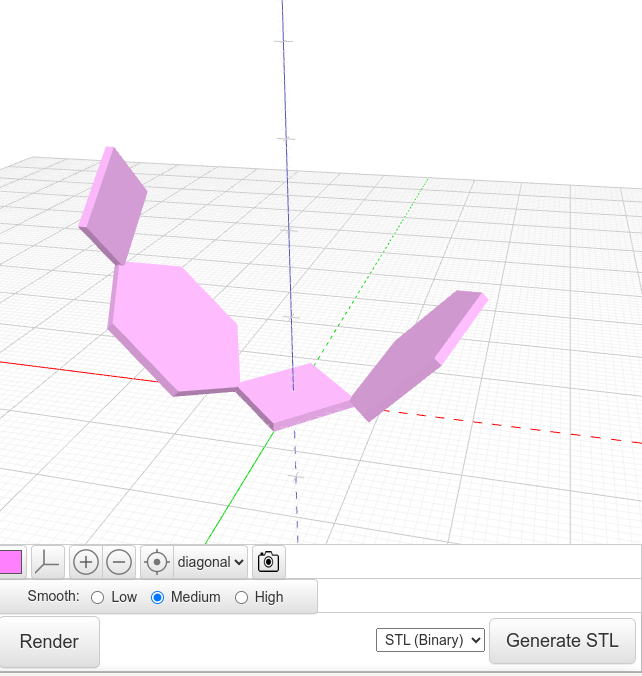 diagonal
Smooth: Low Medium High
Render STL (Binary) Generate STL